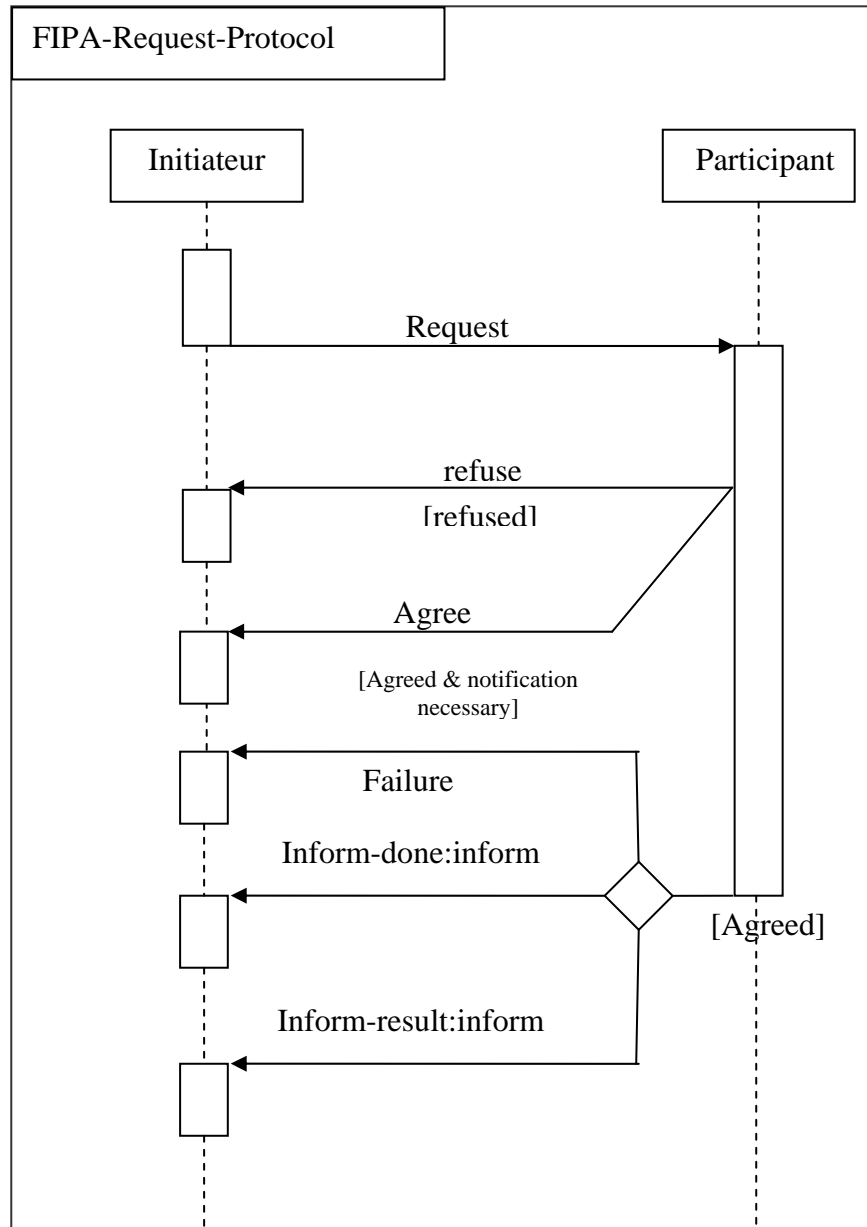 FIPA-Request-Protocol
Initiateur
Participant
Request
refuse
[refused]
Agree
[Agreed & notification
necessary]
Failure
Inform-done:inform
[Agreed]
Inform-result:inform